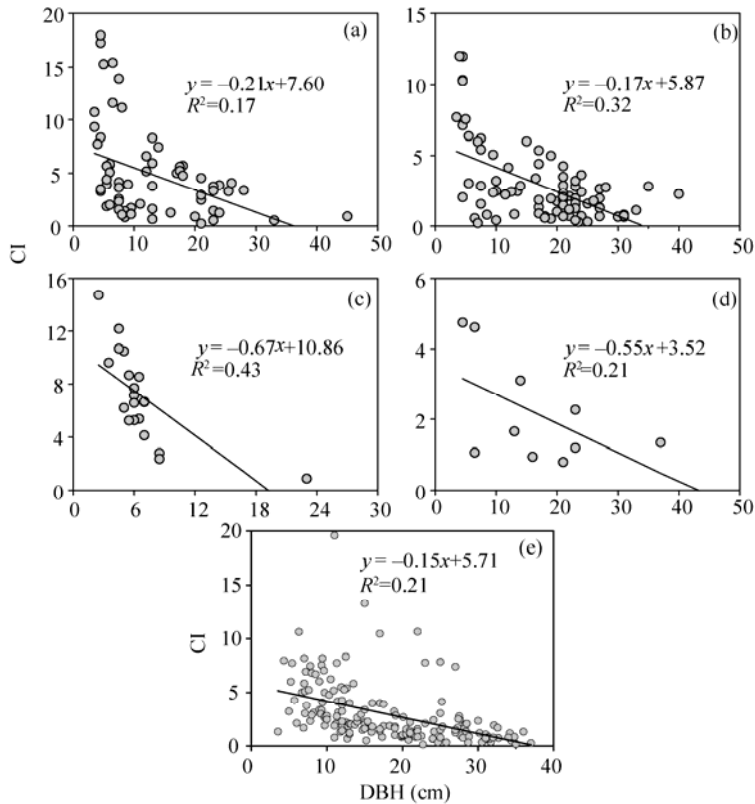 (a)
20
15
10
5
0
y = –0.21x+7.60
R²=0.17
0 10 20 30 40 50
(b)
15
10
5
0
y = –0.17x+5.87
R²=0.32
0 10 20 30 40 50
CI
(c)
16
12
8
4
0
y = –0.67x+10.86
R²=0.43
0 6 12 18 24 30
(d)
6
4
2
0
y = –0.55x+3.52
R²=0.21
0 10 20 30 40 50
(e)
20
15
10
5
0
y = –0.15x+5.71
R²=0.21
CI
0 10 20 30 40
DBH (cm)